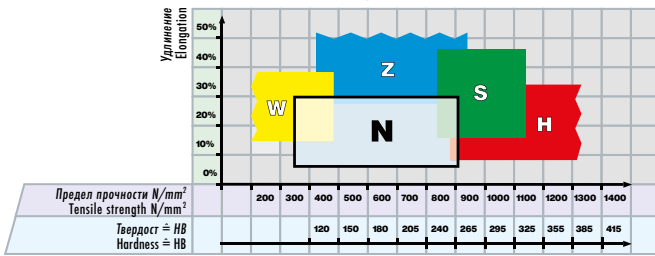 Удлинение
Elongation
50%
40%
30%
20%
10%
0%
W
Z
N
S
H
Предел прочности N/mm²
Tensile strength N/mm²
200 300 400 500 600 700 800 900 1000 1100 1200 1300 1400
Твердост ≙ HB
Hardness ≙ HB
120 150 180 205 240 265 295 325 355 385 415